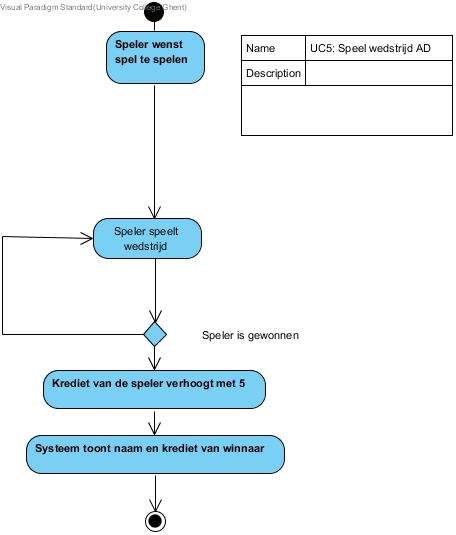 Visual Paradigm Standard(University College Ghent)
Speler wenst
spel te spelen
Name
UC5: Speel wedstrijd AD
Description
Speler speelt
wedstrijd
Speler is gewonnen
Krediet van de speler verhoogt met 5
Systeem toont naam en krediet van winnaar